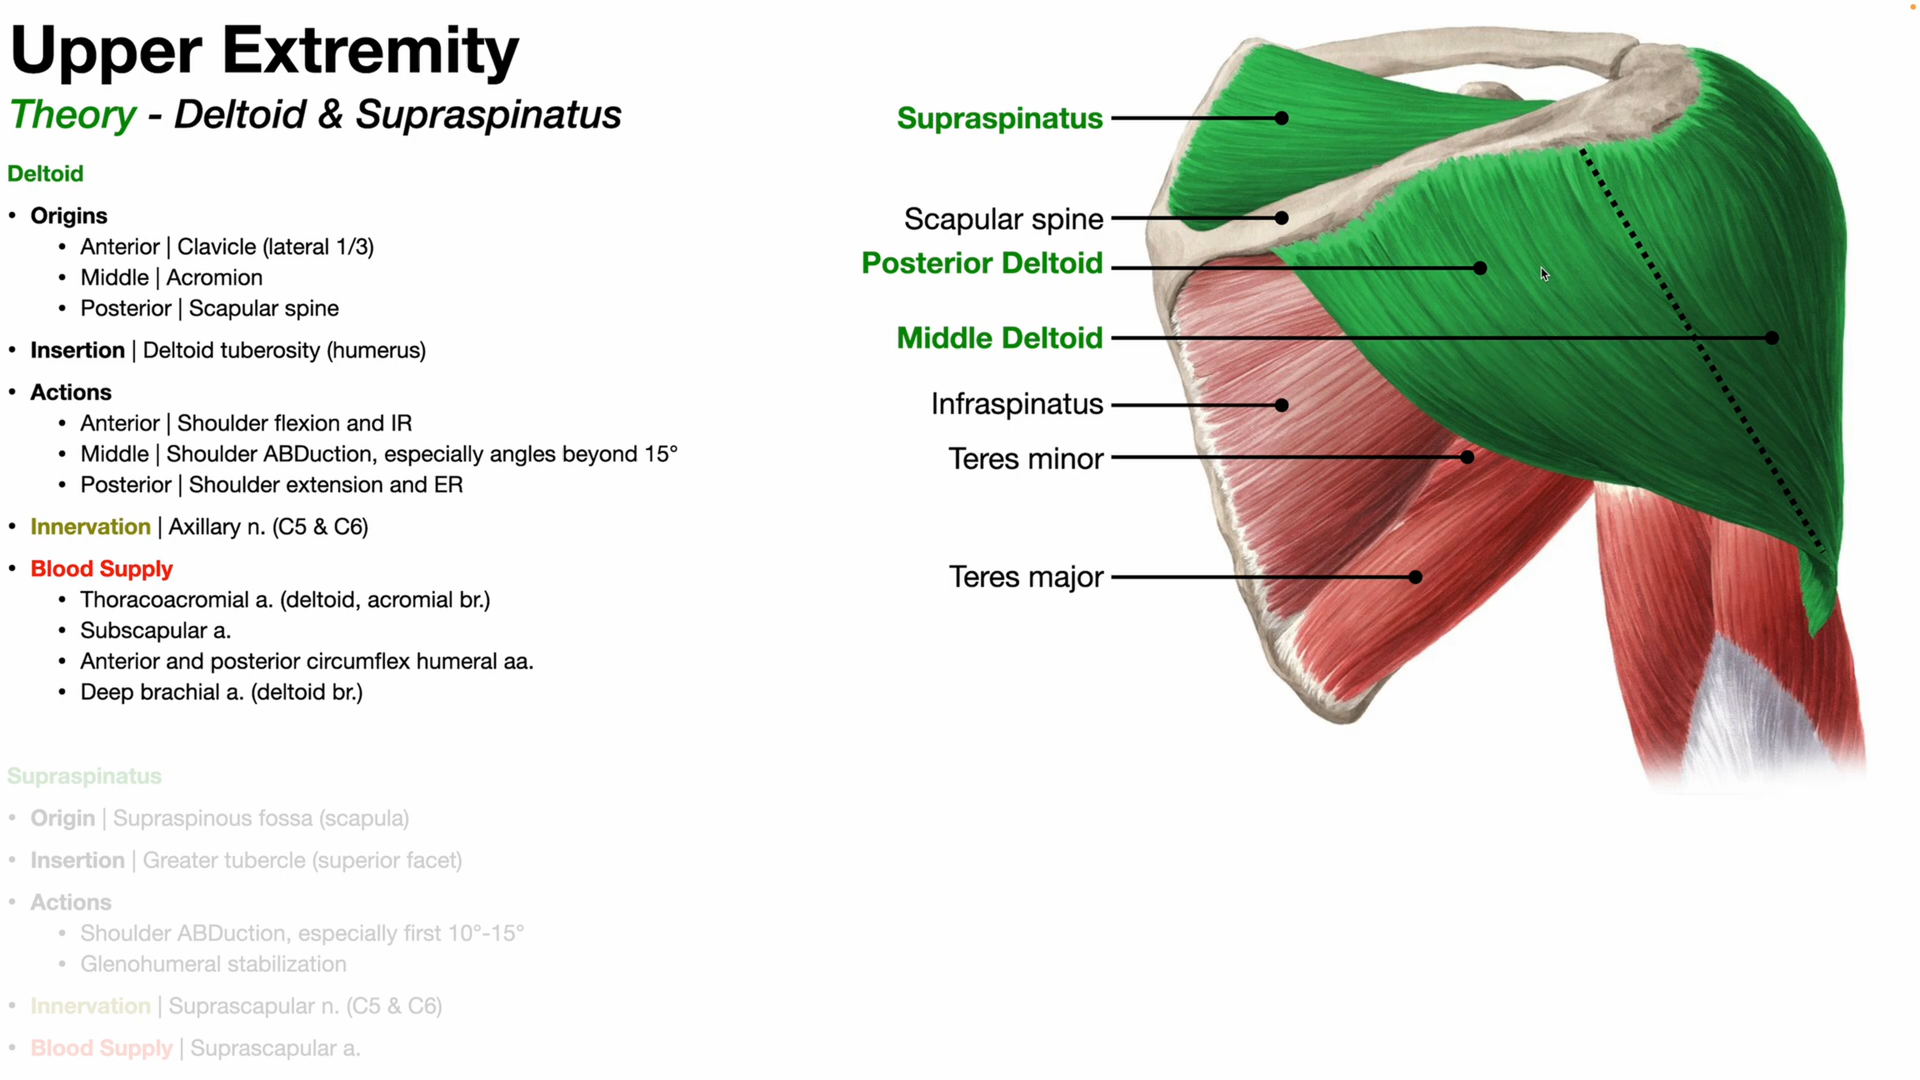 Upper Extremity
Theory - Deltoid & Supraspinatus
Deltoid
• Origins
• Anterior | Clavicle (lateral 1/3)
• Middle | Acromion
• Posterior | Scapular spine
• Insertion | Deltoid tuberosity (humerus)
• Actions
• Anterior | Shoulder flexion and IR
• Middle | Shoulder ABDuction, especially angles beyond 15°
• Posterior | Shoulder extension and ER
• Innervation | Axillary n. (C5 & C6)
• Blood Supply
• Thoracoacromial a. (deltoid, acromial br.)
• Subscapular a.
• Anterior and posterior circumflex humeral aa.
• Deep brachial a. (deltoid br.)
Supraspinatus
• Origin | Supraspinous fossa (scapula)
• Insertion | Greater tubercle (superior facet)
• Actions
• Shoulder ABDuction, especially first 10°-15°
• Glenohumeral stabilization
• Innervation | Suprascapular n. (C5 & C6)
• Blood Supply | Suprascapular a.
Supraspinatus
Scapular spine
Posterior Deltoid
Middle Deltoid
Infraspinatus
Teres minor
Teres major